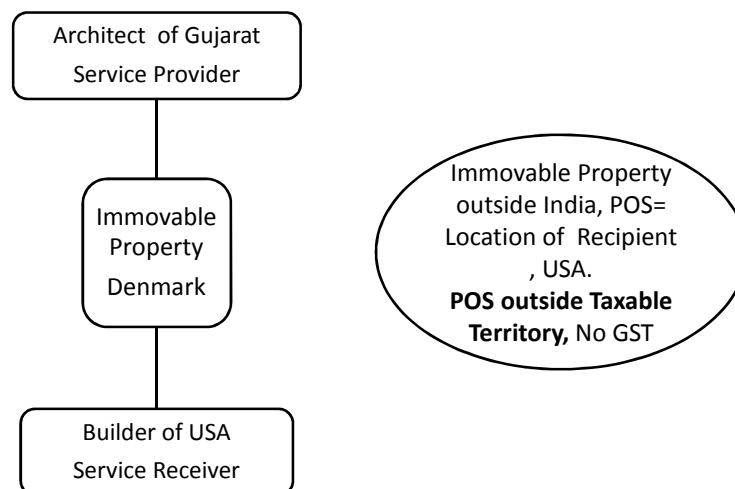 Architect of Gujarat
Service Provider
Immovable
Property
Denmark
Builder of USA
Service Receiver
Immovable Property
outside India, POS=
Location of Recipient
, USA.
POS outside Taxable
Territory, No GST